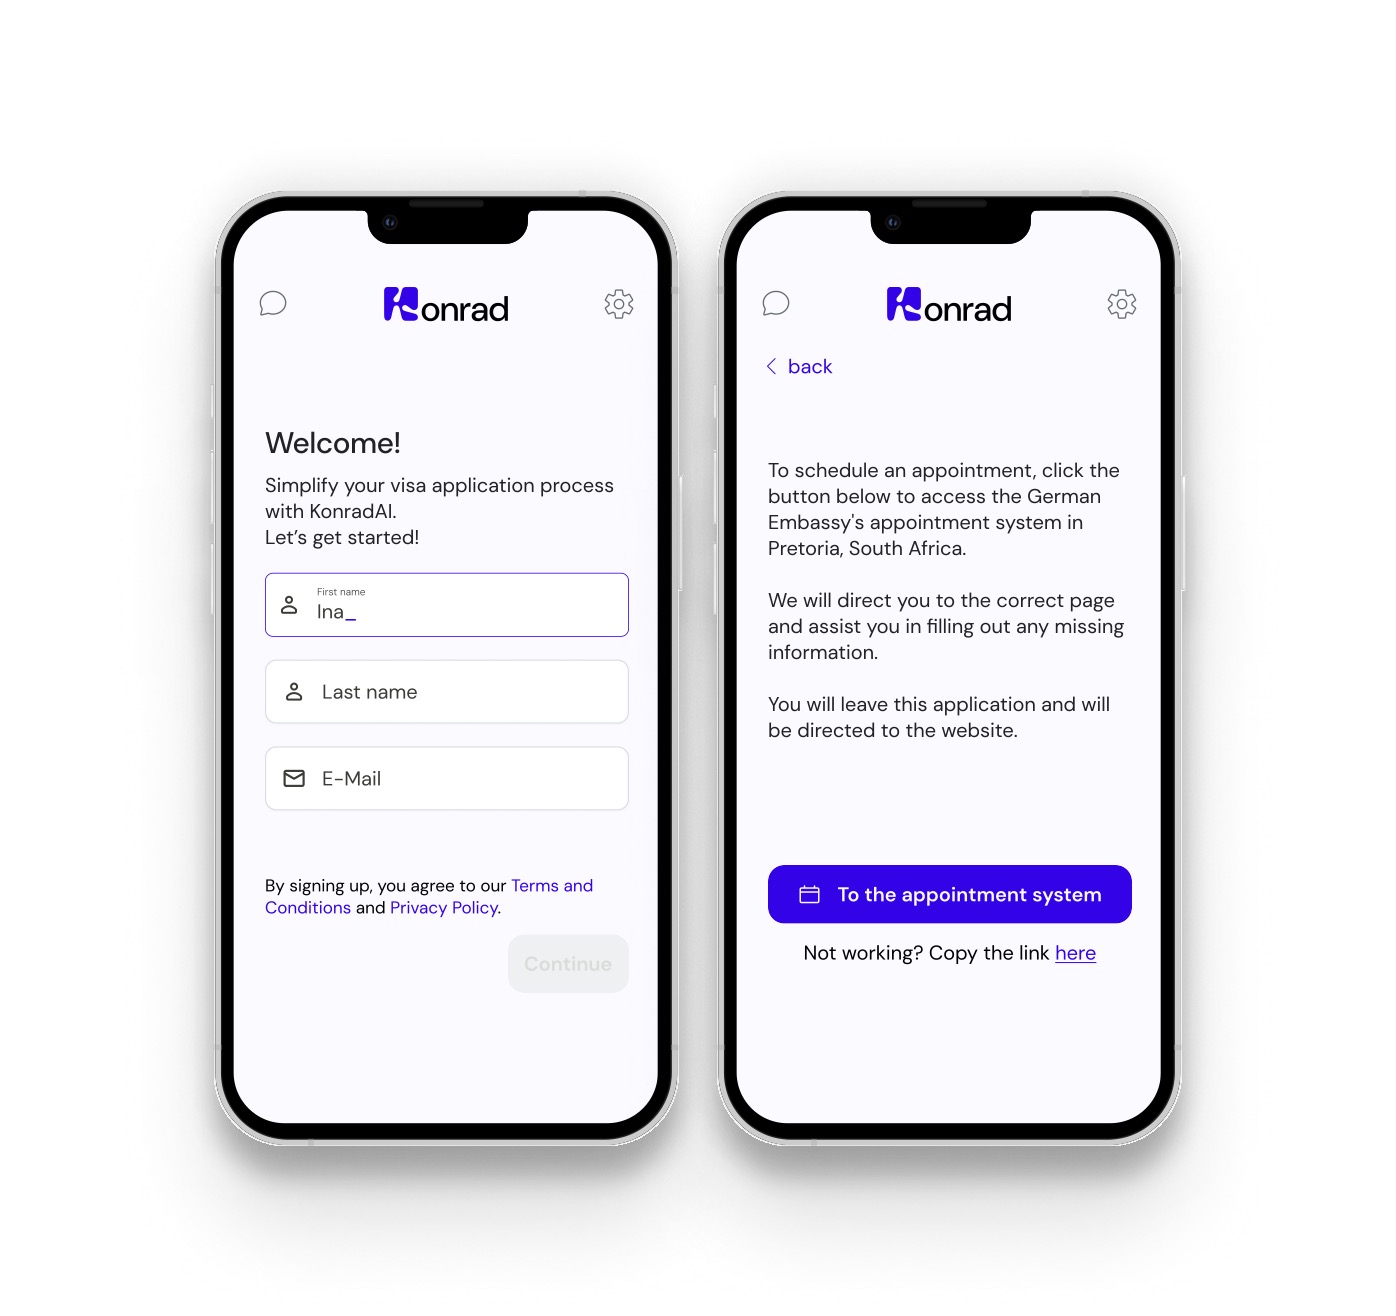 Konrad
Welcome!
Simplify your visa application process
with KonradAI.
Let’s get started!
First name
Ina_
Last name
E-Mail
By signing up, you agree to our Terms and
Conditions and Privacy Policy.
Continue
Konrad
back
To schedule an appointment, click the
button below to access the German
Embassy's appointment system in
Pretoria, South Africa.
We will direct you to the correct page
and assist you in filling out any missing
information.
You will leave this application and will
be directed to the website.
To the appointment system
Not working? Copy the link here